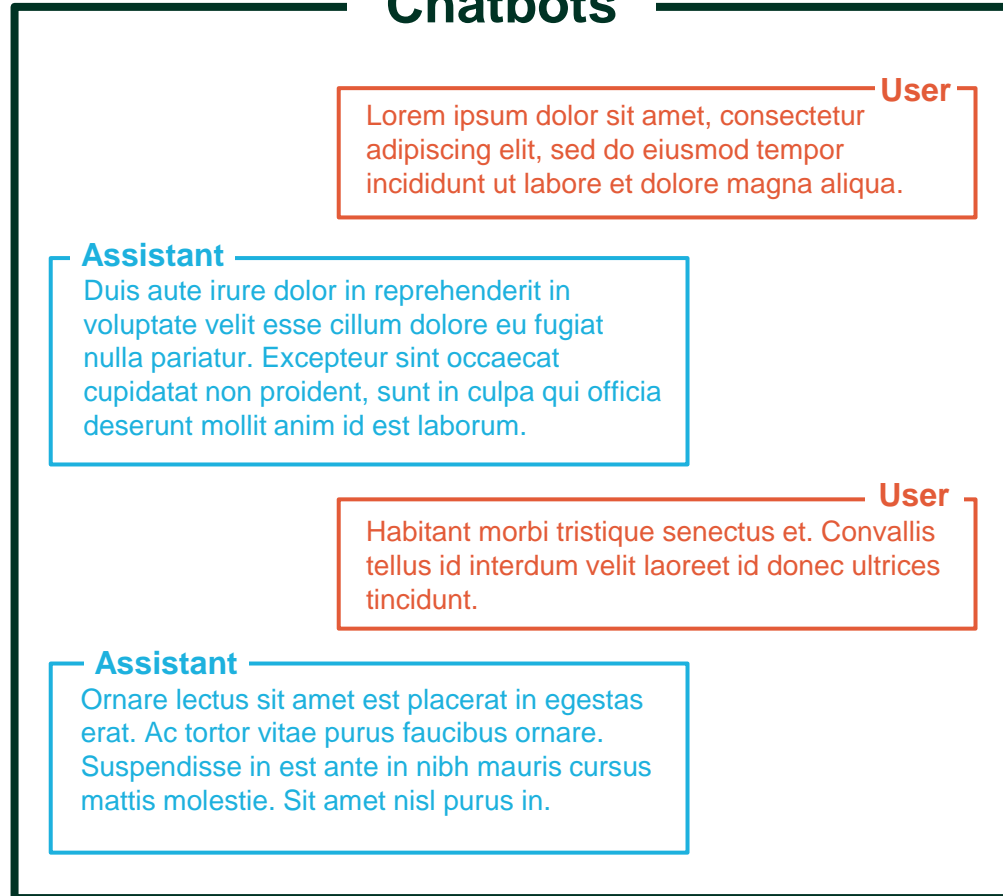 Chatbots
User
Lorem ipsum dolor sit amet, consectetur
adipiscing elit, sed do eiusmod tempor
incididunt ut labore et dolore magna aliqua.
Assistant
Duis aute irure dolor in reprehenderit in
voluptate velit esse cillum dolore eu fugiat
nulla pariatur. Excepteur sint occaecat
cupidatat non proident, sunt in culpa qui officia
deserunt mollit anim id est laborum.
User
Habitant morbi tristique senectus et. Convallis
tellus id interdum velit laoreet id donec ultrices
tincidunt.
Assistant
Ornare lectus sit amet est placerat in egestas
erat. Ac tortor vitae purus faucibus ornare.
Suspendisse in est ante in nibh mauris cursus
mattis molestie. Sit amet nisl purus in.